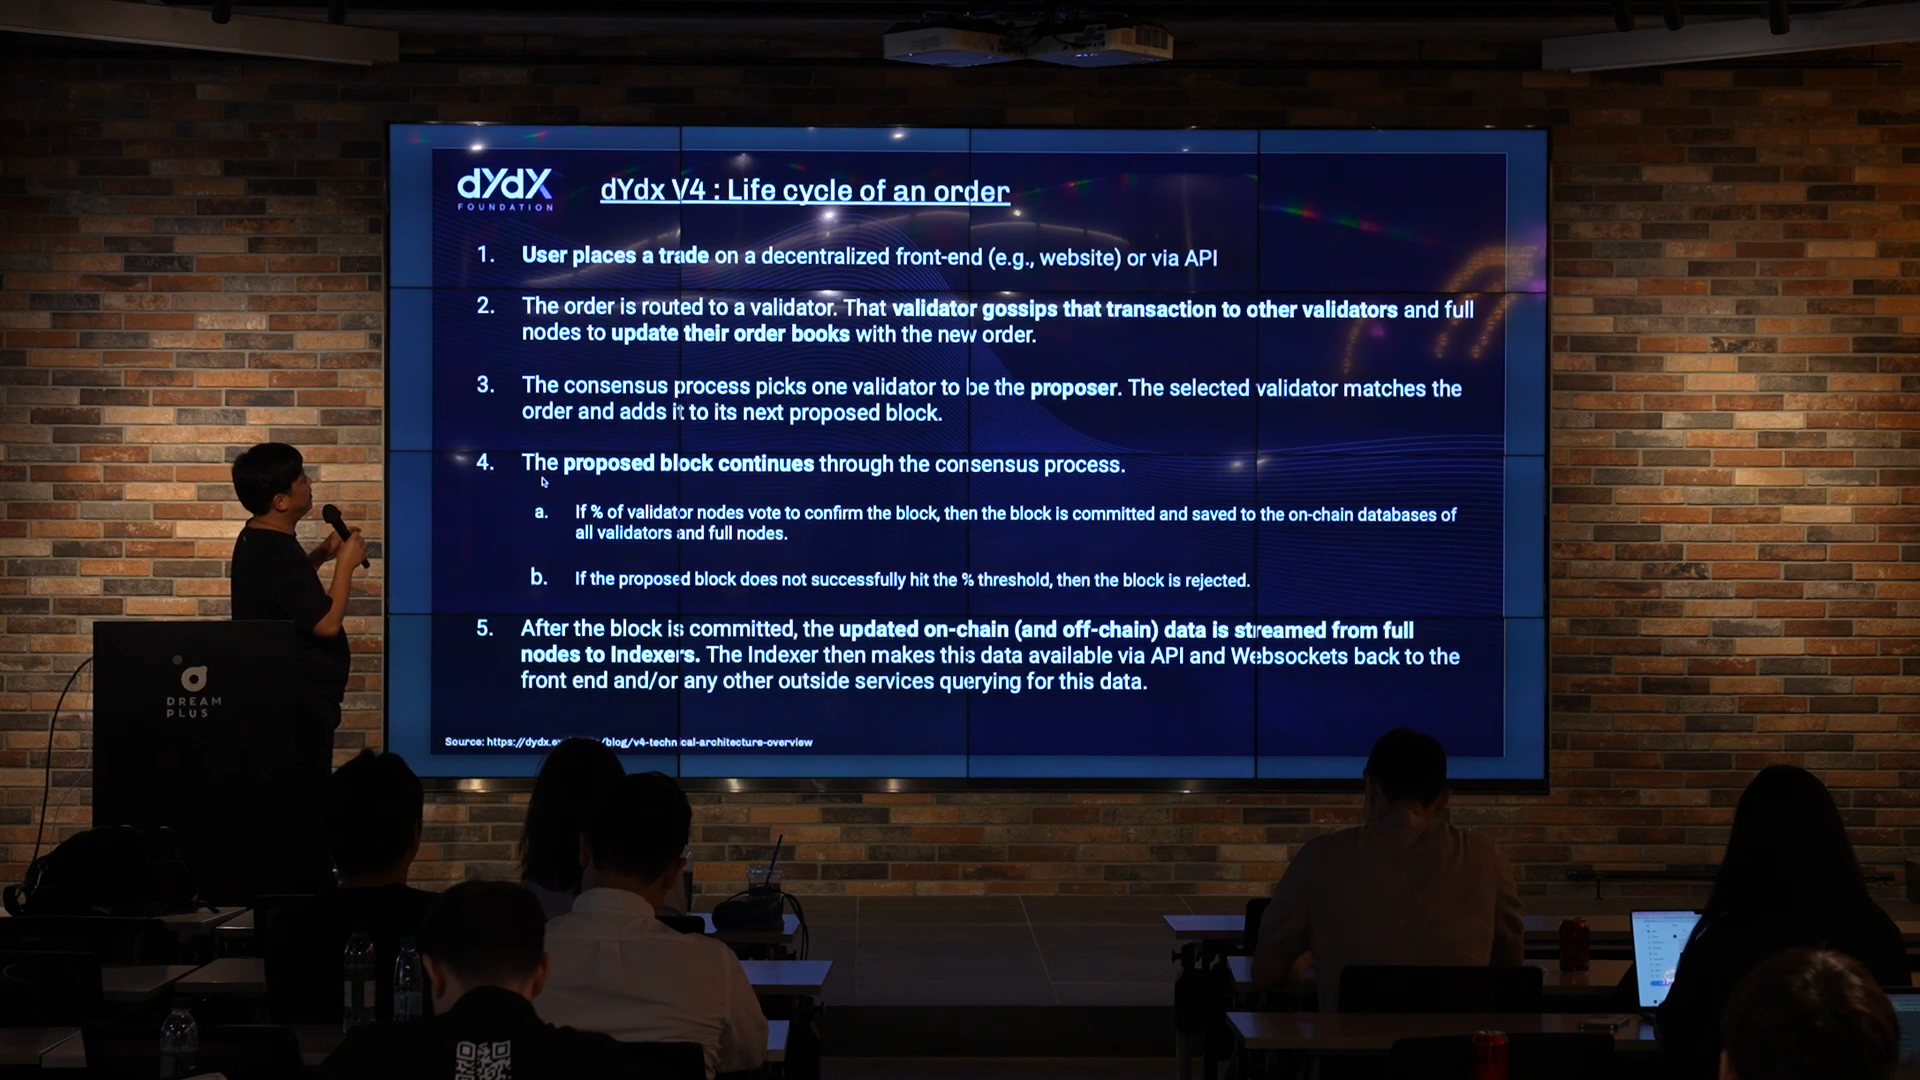 dYdX
FOUNDATION
dYdx V4 : Life cycle of an order
1. User places a trade on a decentralized front-end (e.g., website) or via API
2. The order is routed to a validator. That validator gossips that transaction to other validators and full
nodes to update their order books with the new order.
3. The consensus process picks one validator to be the proposer. The selected validator matches the
order and adds it to its next proposed block.
4. The proposed block continues through the consensus process.
a. If % of validator nodes vote to confirm the block, then the block is committed and saved to the on-chain databases of
all validators and full nodes.
b. If the proposed block does not successfully hit the % threshold, then the block is rejected.
5. After the block is committed, the updated on-chain (and off-chain) data is streamed from full
nodes to Indexers. The Indexer then makes this data available via API and Websockets back to the
front end and/or any other outside services querying for this data.
Source: /blog/v4-technical-architecture-overview
DREAM
PLUS